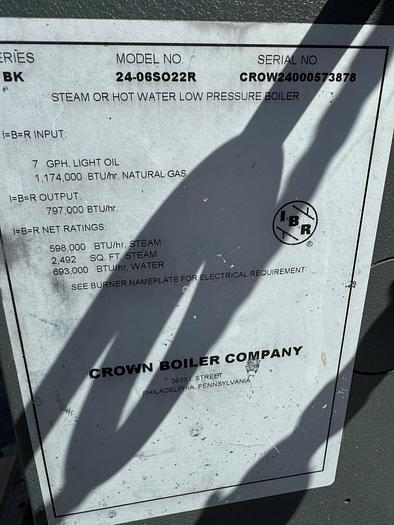 ERIES MODEL NO. SERIAL NO.
BK 24-06SO22R CROW24000573878
STEAM OR HOT WATER LOW PRESSURE BOILER
I=B=R INPUT:
7 GPH, LIGHT OIL
1,174,000 BTU/hr, NATURAL GAS
I=B=R OUTPUT:
797,000 BTU/hr.
I=B=R NET RATINGS:
598,000 BTU/hr, STEAM
2,492 SQ. FT. STEAM
693,000 BTU/hr, WATER
I B R ®
SEE BURNER NAMEPLATE FOR ELECTRICAL REQUIREMENT
CROWN BOILER COMPANY
STREET
PHILADELPHIA, PENNSYLVANIA